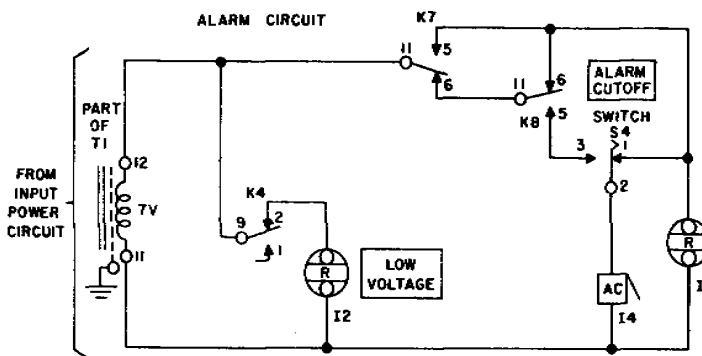 ALARM CIRCUIT
K7
11
5
6
11
6
5
K8
ALARM
CUTOFF
SWITCH
S4
1
3
2
PART
OF
T1
12
7V
11
FROM
INPUT
POWER
CIRCUIT
K4
9
2
1
R
LOW
VOLTAGE
I2
AC
I4
R
I